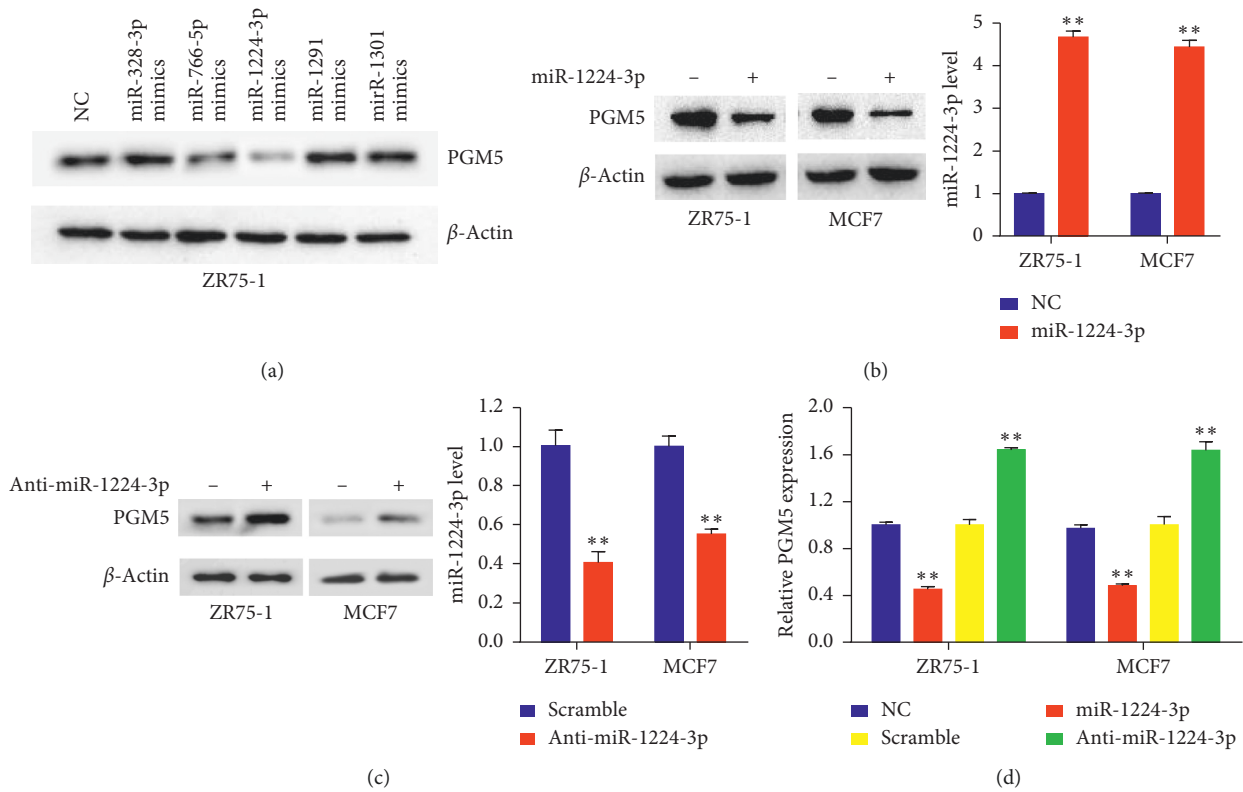 NC
miR-328-3p
mimics
miR-766-5p
mimics
miR-1224-3p
mimics
miR-1291
mimics
mirR-1301
mimics
PGM5
β-Actin
ZR75-1
(a)
miR-1224-3p – + – +
PGM5
β-Actin
ZR75-1 MCF7
miR-1224-3p level
5
4
3
2
1
0
** **
ZR75-1 MCF7
NC
miR-1224-3p
(b)
Anti-miR-1224-3p – + – +
PGM5
β-Actin
ZR75-1 MCF7
miR-1224-3p level
1.2
1.0
0.8
0.6
0.4
0.2
0.0
** **
ZR75-1 MCF7
Scramble
Anti-miR-1224-3p
(c)
Relative PGM5 expression
2.0
1.6
1.2
0.8
0.4
0.0
** ** ** **
ZR75-1 MCF7
NC miR-1224-3p
Scramble Anti-miR-1224-3p
(d)